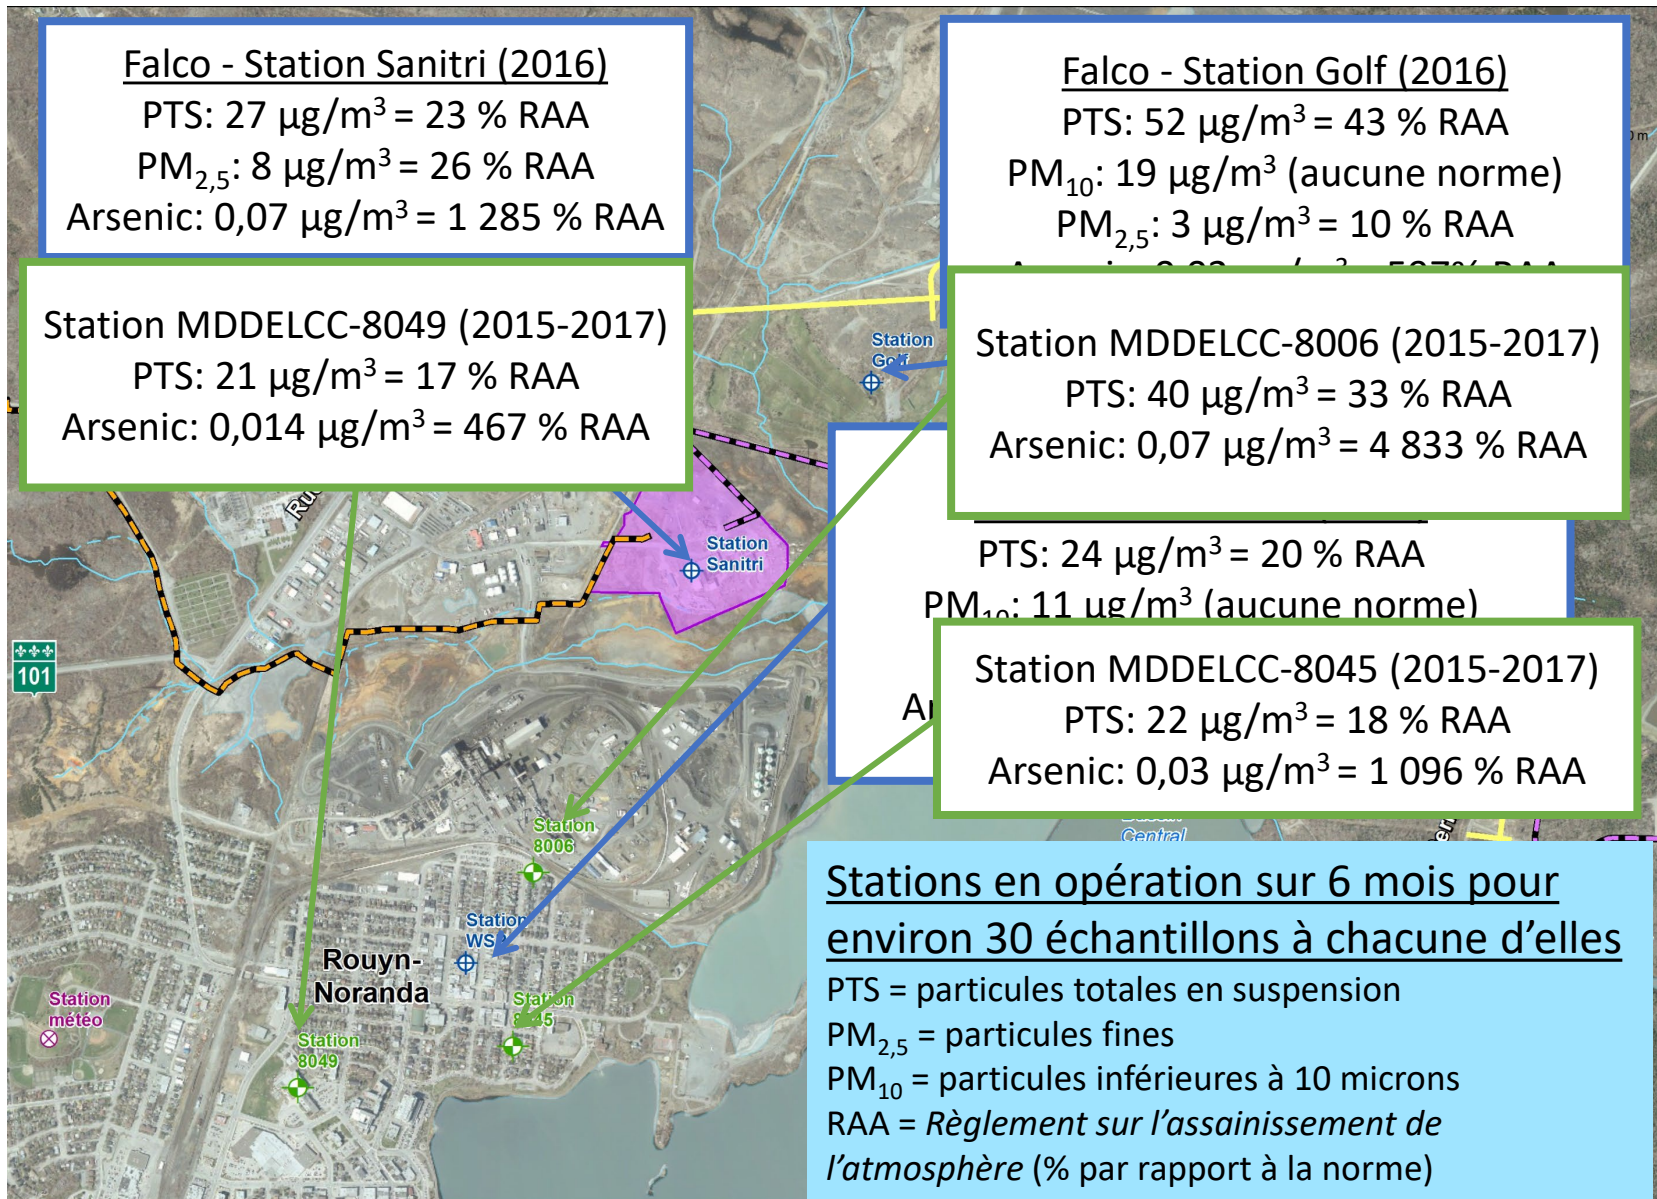 Falco - Station Sanitri (2016)
PTS: 27 µg/m³ = 23 % RAA
PM₂,₅: 8 µg/m³ = 26 % RAA
Arsenic: 0,07 µg/m³ = 1 285 % RAA
Falco - Station Golf (2016)
PTS: 52 µg/m³ = 43 % RAA
PM₁₀: 19 µg/m³ (aucune norme)
PM₂,₅: 3 µg/m³ = 10 % RAA
Station MDDELCC-8049 (2015-2017)
PTS: 21 µg/m³ = 17 % RAA
Arsenic: 0,014 µg/m³ = 467 % RAA
Station MDDELCC-8006 (2015-2017)
PTS: 40 µg/m³ = 33 % RAA
Arsenic: 0,07 µg/m³ = 4 833 % RAA
PTS: 24 µg/m³ = 20 % RAA
PM₁₀: 11 µg/m³ (aucune norme)
Station MDDELCC-8045 (2015-2017)
PTS: 22 µg/m³ = 18 % RAA
Arsenic: 0,03 µg/m³ = 1 096 % RAA
Station
Golf
Station
Sanitri
101
Station
8006
Station
Rouyn-
Noranda
Station
Station
météo
Station
8049
Central
Stations en opération sur 6 mois pour
environ 30 échantillons à chacune d'elles
PTS = particules totales en suspension
PM₂,₅ = particules fines
PM₁₀ = particules inférieures à 10 microns
RAA = Règlement sur l'assainissement de
l'atmosphère (% par rapport à la norme)